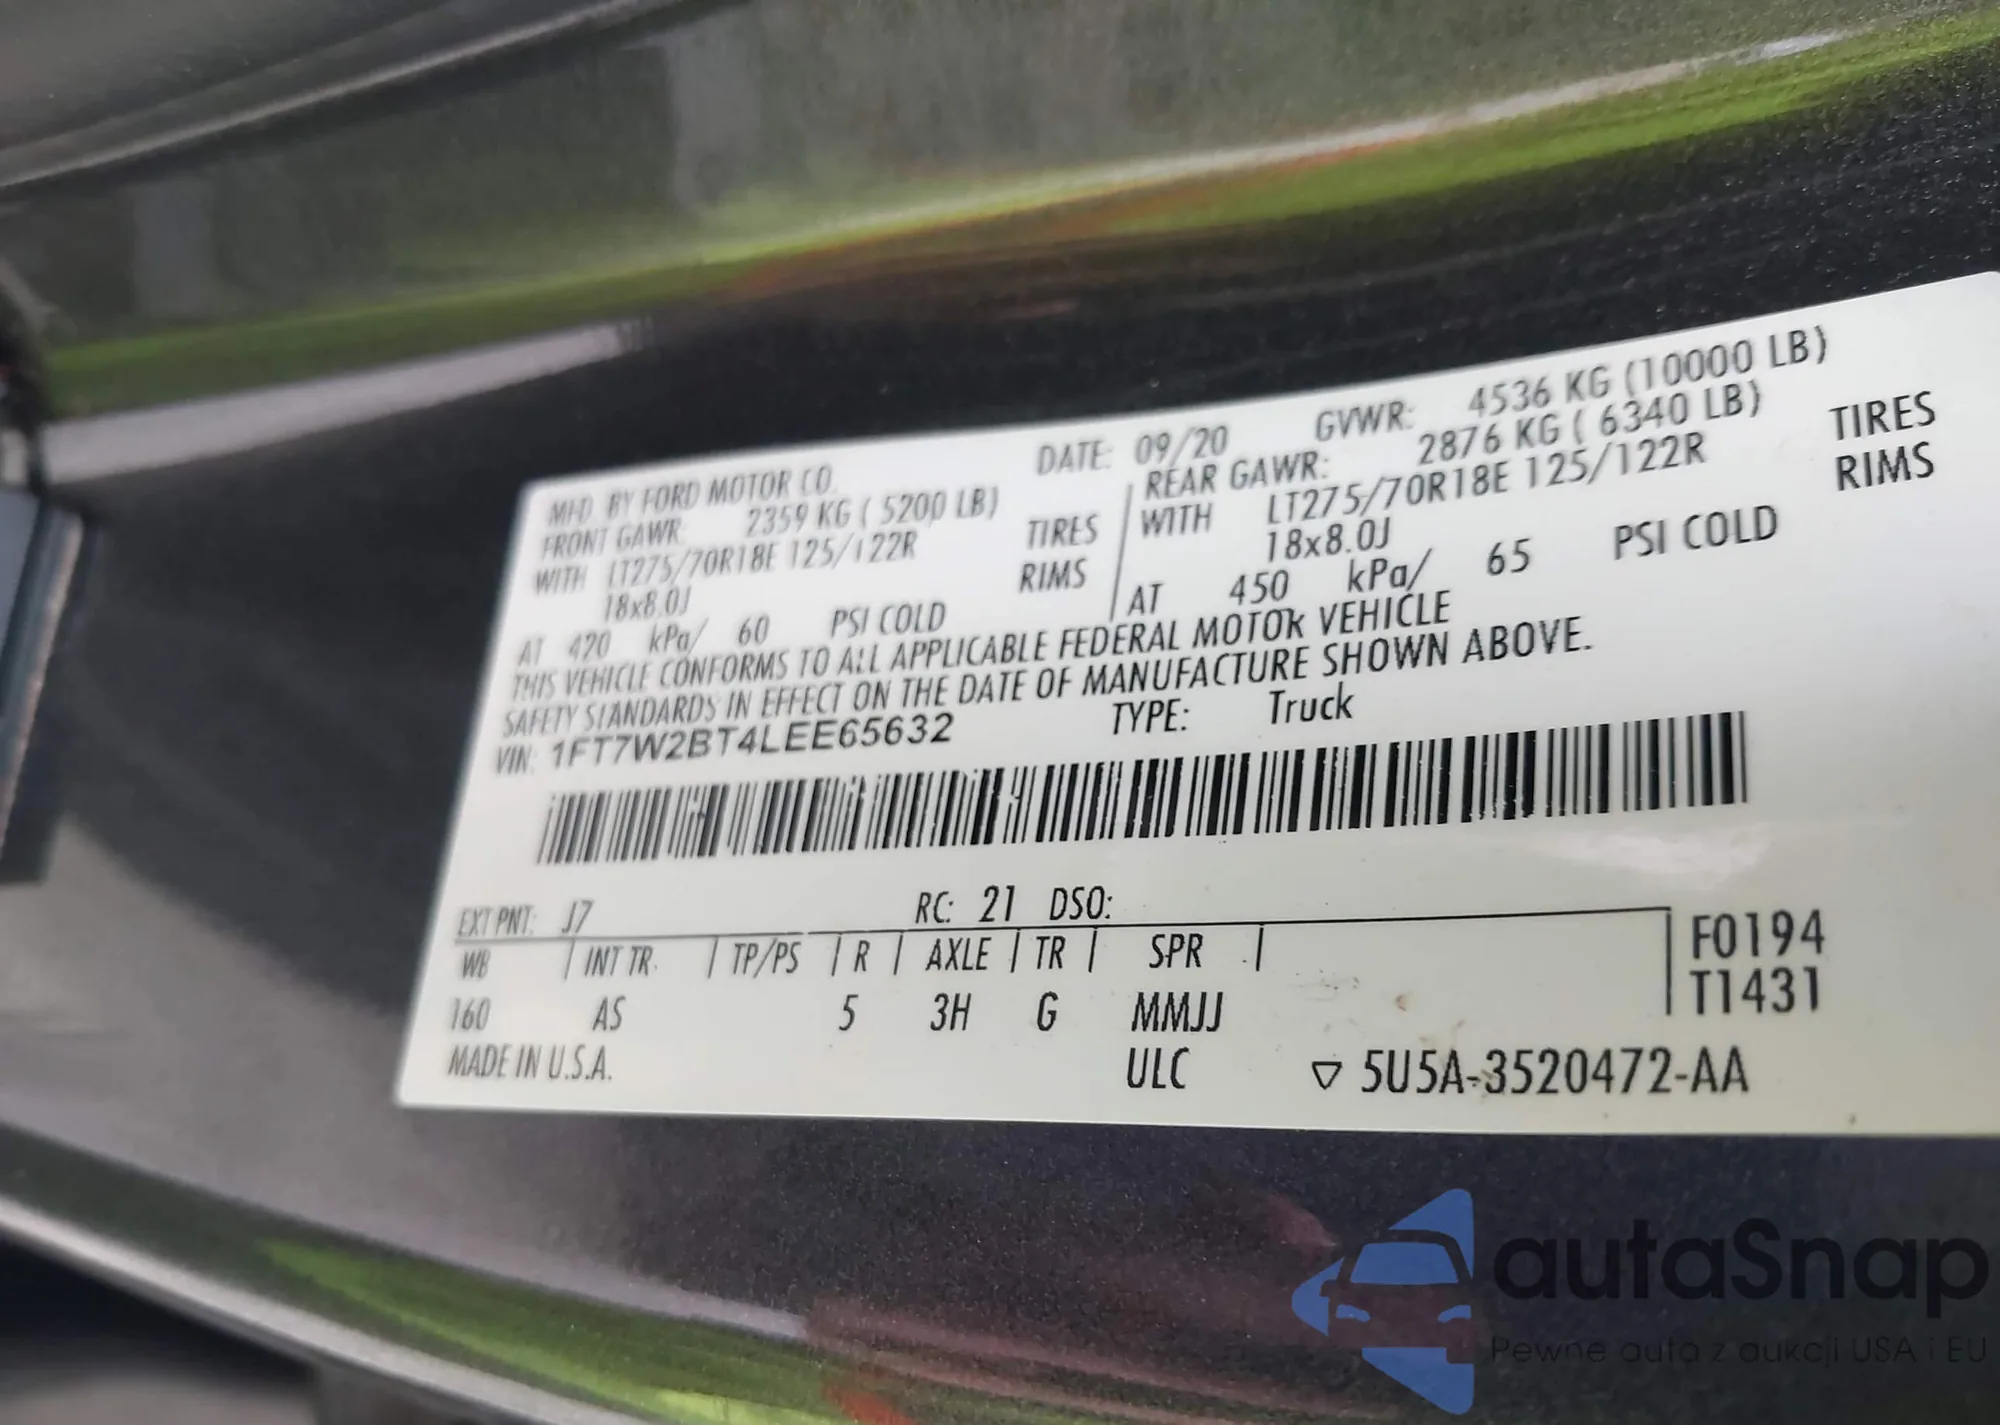 MFD. BY FORD MOTOR CO. DATE: 09/20 GVWR: 4536 KG (10000 LB)
FRONT GAWR: 2359 KG ( 5200 LB) REAR GAWR: 2876 KG ( 6340 LB)
WITH LT275/70R18E 125/122R TIRES WITH LT275/70R18E 125/122R TIRES
18x8.0J RIMS 18x8.0J RIMS
AT 420 kPa/ 60 PSI COLD AT 450 kPa/ 65 PSI COLD
THIS VEHICLE CONFORMS TO ALL APPLICABLE FEDERAL MOTOR VEHICLE
SAFETY STANDARDS IN EFFECT ON THE DATE OF MANUFACTURE SHOWN ABOVE.
VIN: 1FT7W2BT4LEE65632 TYPE: Truck
EXT PNT: J7 RC: 21 DSO:
WB | INT TR | TP/PS | R | AXLE | TR | SPR | F0194
160 AS 5 3H G MMJJ T1431
MADE IN U.S.A. ULC ▽ 5U5A-3520472-AA
autaSnap
Pewne auta z aukcji USA i EU